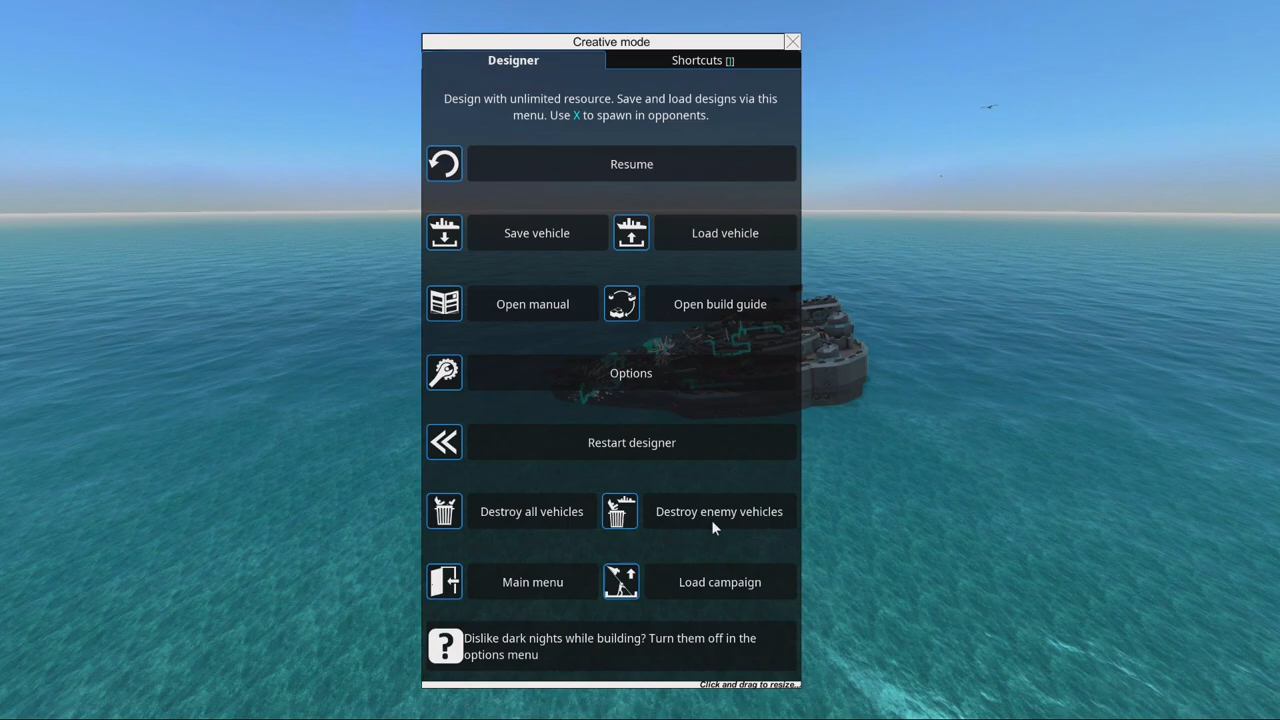 Creative mode
Designer
Shortcuts []
Design with unlimited resource. Save and load designs via this
menu. Use X to spawn in opponents.
Resume
Save vehicle
Load vehicle
Open manual
Open build guide
Options
Restart designer
Destroy all vehicles
Destroy enemy vehicles
Main menu
Load campaign
? Dislike dark nights while building? Turn them off in the
options menu
Click and drag to resize...